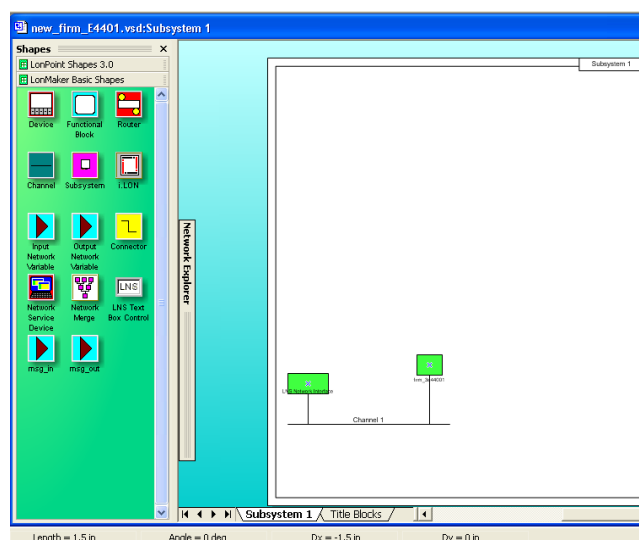 new_firm_E4401.vsd:Subsystem 1
Shapes
LonPoint Shapes 3.0
LonMaker Basic Shapes
Device
Functional
Block
Router
Channel
Subsystem
i.LON
Input
Network
Variable
Output
Network
Variable
Connector
Network
Service
Device
Network
Merge
LNS
LNS Text
Box Control
msg_in
msg_out
Network Explorer
Subsystem 1
LNS Network Interface
Channel 1
Subsystem 1
Title Blocks
Length = 1.5 in
Angle = 0 deg
Dx = -1.5 in
Dy = 0 in